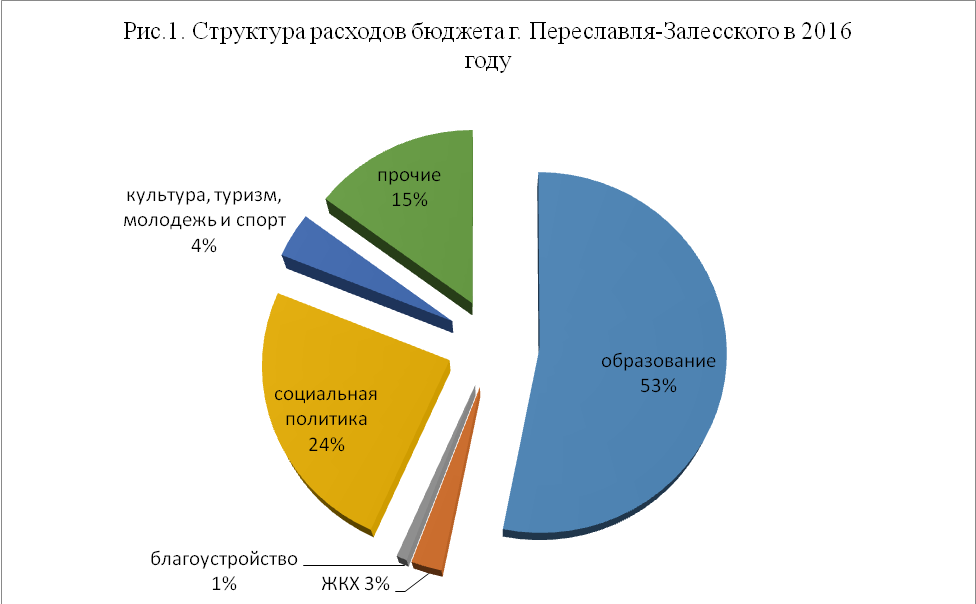 Рис.1. Структура расходов бюджета г. Переславля-Залесского в 2016
году
прочие
15%
культура, туризм,
молодежь и спорт
4%
образование
53%
социальная
политика
24%
благоустройство
1%
ЖКХ 3%